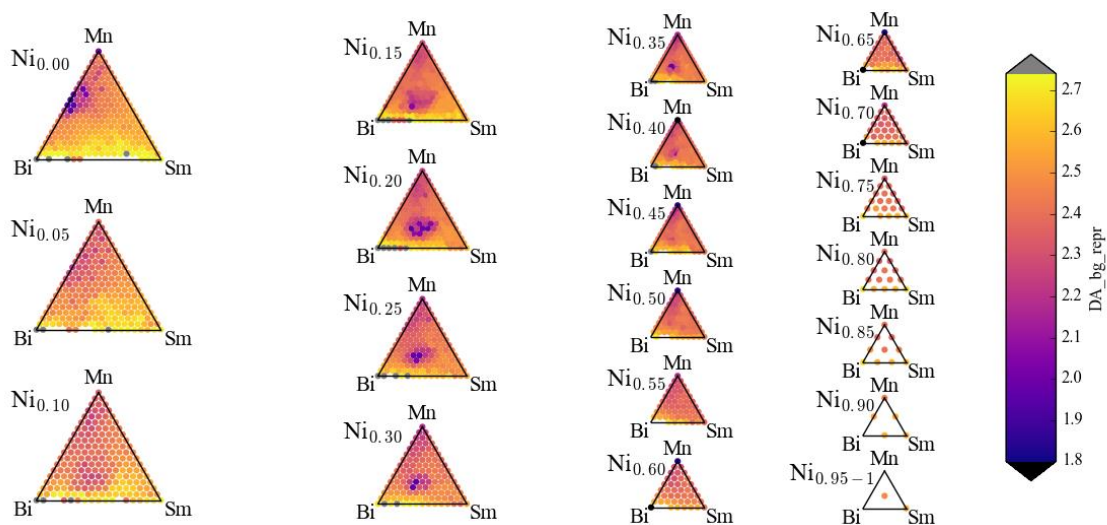 Mn
Ni0.00
Bi
Sm
Mn
Ni0.05
Bi
Sm
Mn
Ni0.10
Bi
Sm
Mn
Ni0.15
Bi
Sm
Mn
Ni0.20
Bi
Sm
Mn
Ni0.25
Bi
Sm
Mn
Ni0.30
Bi
Sm
Mn
Ni0.35
Bi
Sm
Mn
Ni0.40
Bi
Sm
Mn
Ni0.45
Bi
Sm
Mn
Ni0.50
Bi
Sm
Mn
Ni0.55
Bi
Sm
Mn
Ni0.60
Bi
Sm
Mn
Ni0.65
Bi
Sm
Mn
Ni0.70
Bi
Sm
Mn
Ni0.75
Bi
Sm
Mn
Ni0.80
Bi
Sm
Mn
Ni0.85
Bi
Sm
Mn
Ni0.90
Bi
Sm
Mn
Ni0.95−1
Bi
Sm
2.7
2.6
2.5
2.4
2.3
2.2
2.1
2.0
1.9
1.8
DA_bg_repr